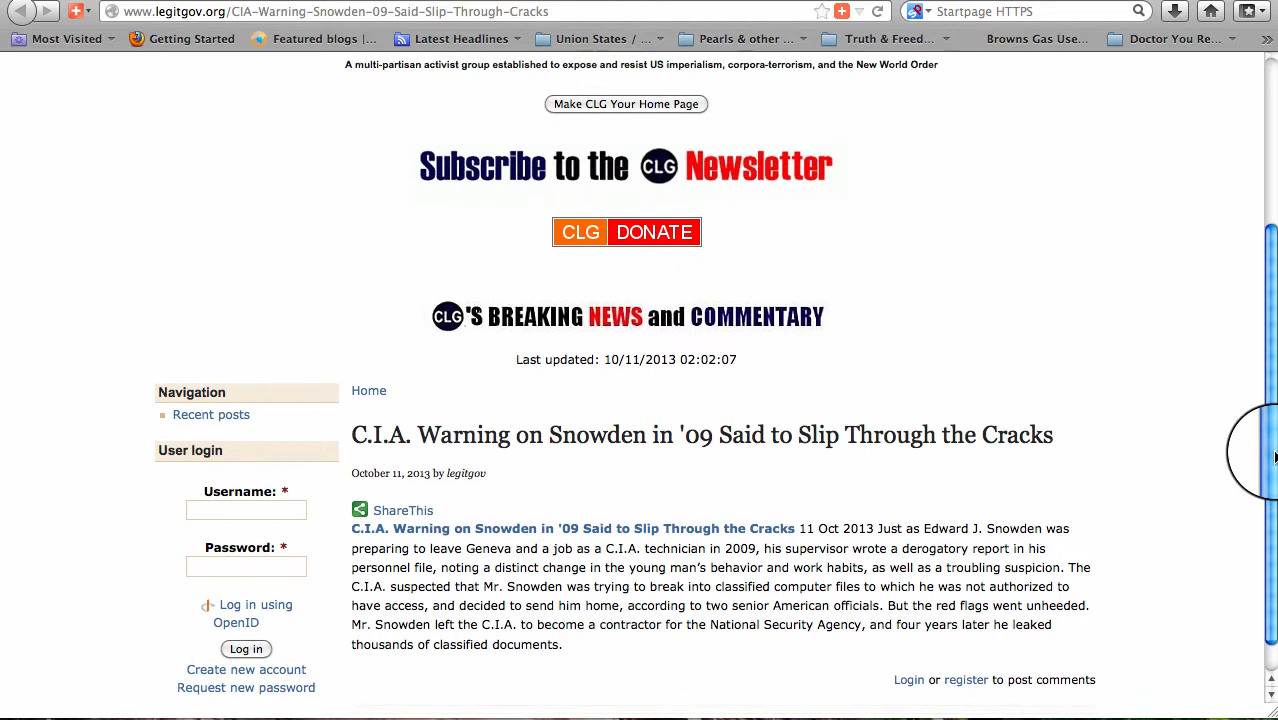 www.legitgov.org/CIA-Warning-Snowden-09-Said-Slip-Through-Cracks
Startpage HTTPS
Most Visited
Getting Started
Featured blogs |...
Latest Headlines
Union States / ...
Pearls & other ...
Truth & Freed...
Browns Gas Use...
Doctor You Re...
A multi-partisan activist group established to expose and resist US imperialism, corpora-terrorism, and the New World Order
Make CLG Your Home Page
Subscribe to the CLG Newsletter
CLG DONATE
CLG'S BREAKING NEWS and COMMENTARY
Last updated: 10/11/2013 02:02:07
Navigation
Recent posts
User login
Username: *
Password: *
Log in using
OpenID
Log in
Create new account
Request new password
Home
C.I.A. Warning on Snowden in '09 Said to Slip Through the Cracks
October 11, 2013 by legitgov
ShareThis
C.I.A. Warning on Snowden in '09 Said to Slip Through the Cracks 11 Oct 2013 Just as Edward J. Snowden was
preparing to leave Geneva and a job as a C.I.A. technician in 2009, his supervisor wrote a derogatory report in his
personnel file, noting a distinct change in the young man's behavior and work habits, as well as a troubling suspicion. The
C.I.A. suspected that Mr. Snowden was trying to break into classified computer files to which he was not authorized to
have access, and decided to send him home, according to two senior American officials. But the red flags went unheeded.
Mr. Snowden left the C.I.A. to become a contractor for the National Security Agency, and four years later he leaked
thousands of classified documents.
Login or register to post comments